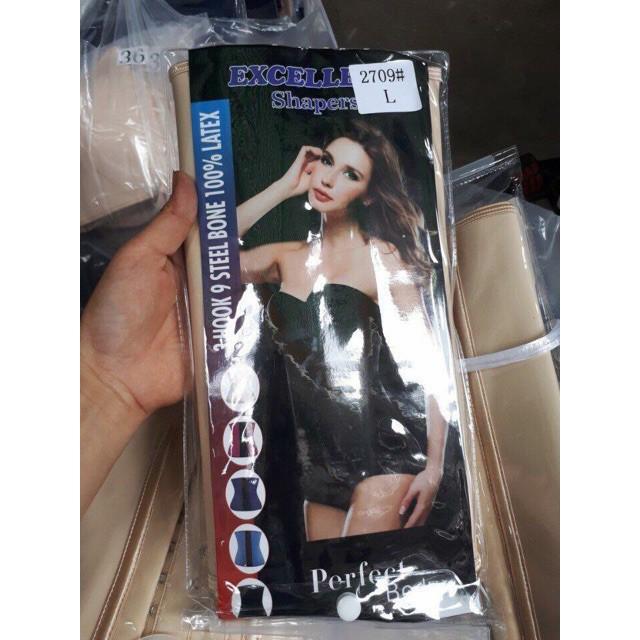 36
EXCELLE
Shapers
2709#
L
3 HOOK 9 STEEL BONE 100% LATEX
Perfect